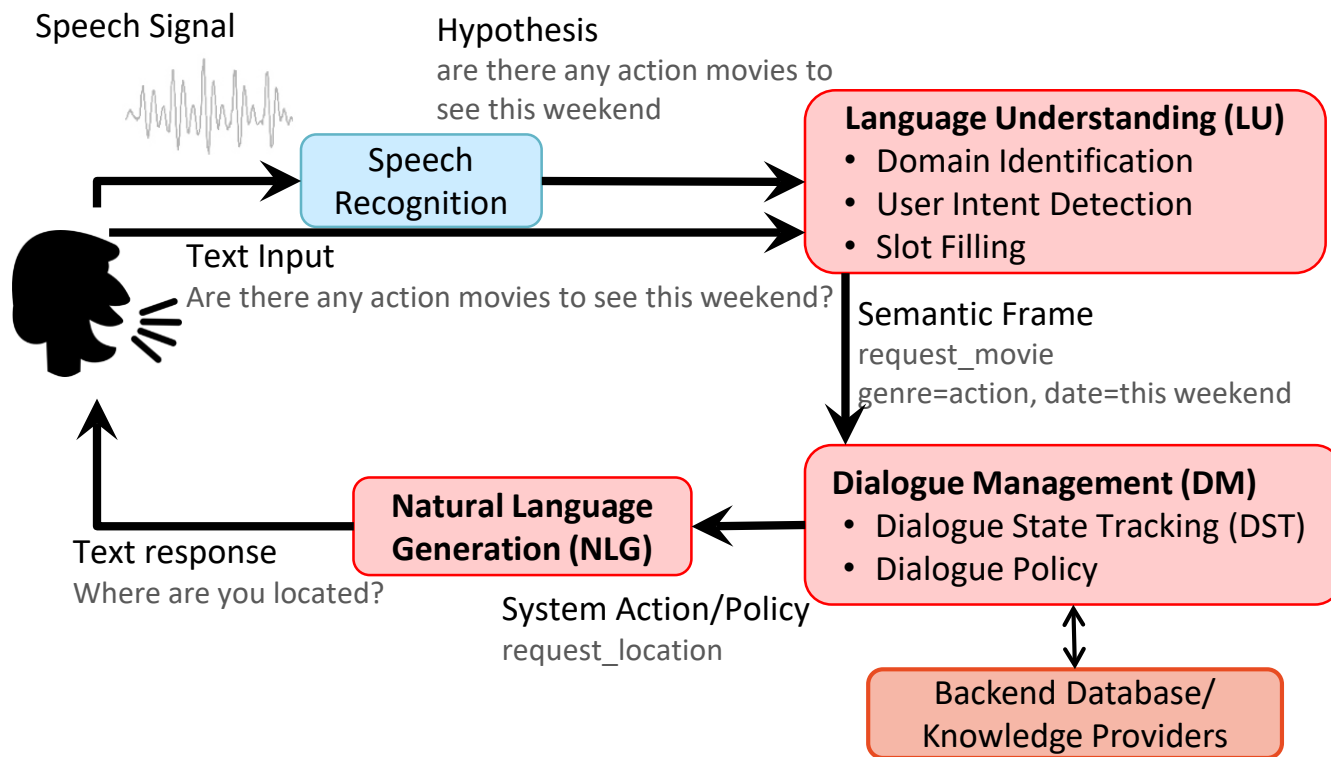 Speech Signal
Hypothesis
are there any action movies to
see this weekend
Speech
Recognition
Language Understanding (LU)
• Domain Identification
• User Intent Detection
• Slot Filling
Text Input
Are there any action movies to see this weekend?
Semantic Frame
request_movie
genre=action, date=this weekend
Dialogue Management (DM)
• Dialogue State Tracking (DST)
• Dialogue Policy
Natural Language
Generation (NLG)
System Action/Policy
request_location
Text response
Where are you located?
Backend Database/
Knowledge Providers